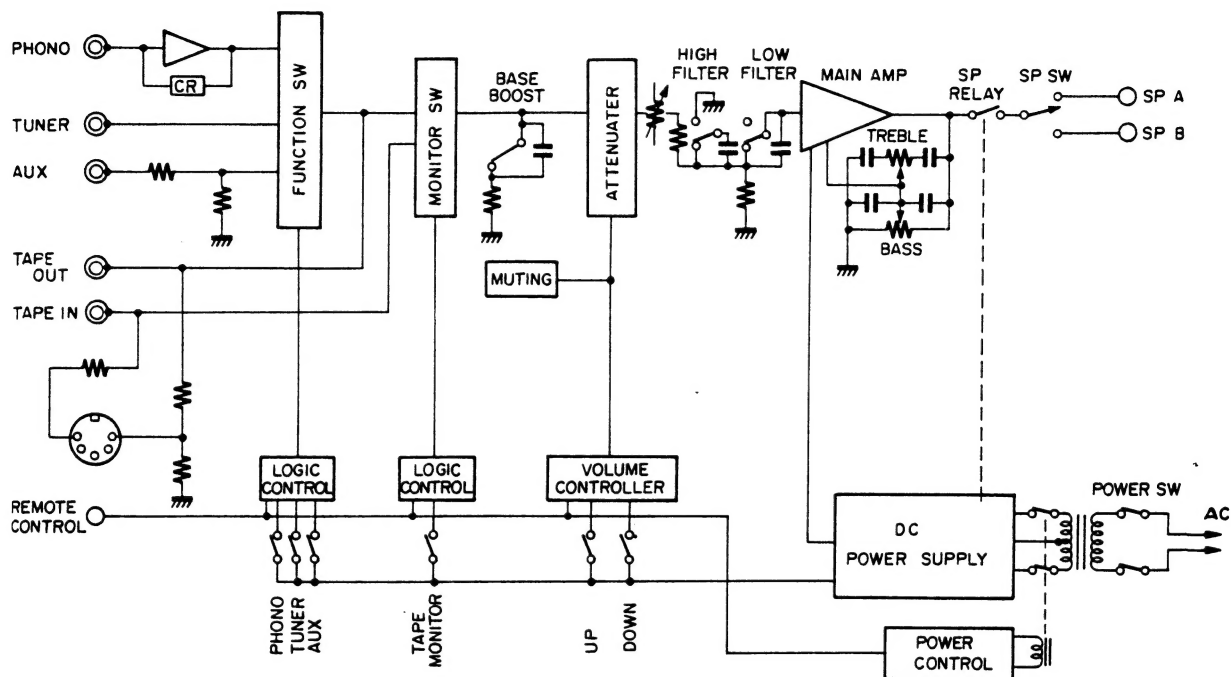 PHONO
CR
TUNER
AUX
TAPE
OUT
TAPE IN
REMOTE
CONTROL
FUNCTION SW
MONITOR SW
BASE
BOOST
ATTENUATER
MUTING
HIGH
FILTER
LOW
FILTER
MAIN AMP
TREBLE
BASS
SP
RELAY
SP SW
SP A
SP B
LOGIC
CONTROL
LOGIC
CONTROL
VOLUME
CONTROLLER
PHONO
TUNER
AUX
TAPE
MONITOR
UP
DOWN
DC
POWER SUPPLY
POWER SW
AC
POWER
CONTROL